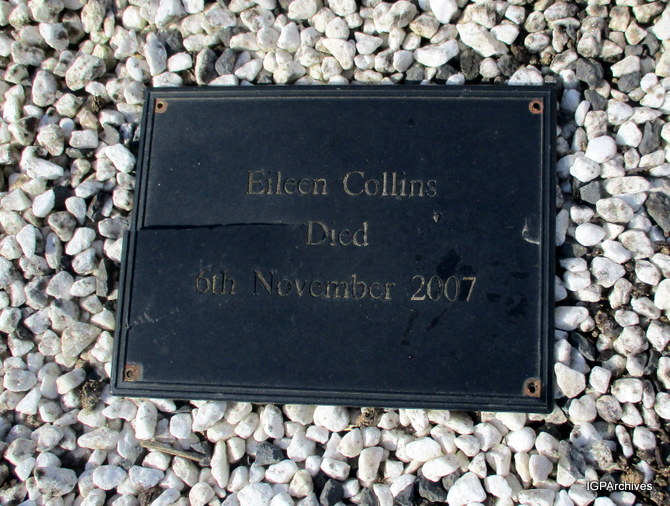 Eileen Collins
Died
6th November 2007
IGPArchives